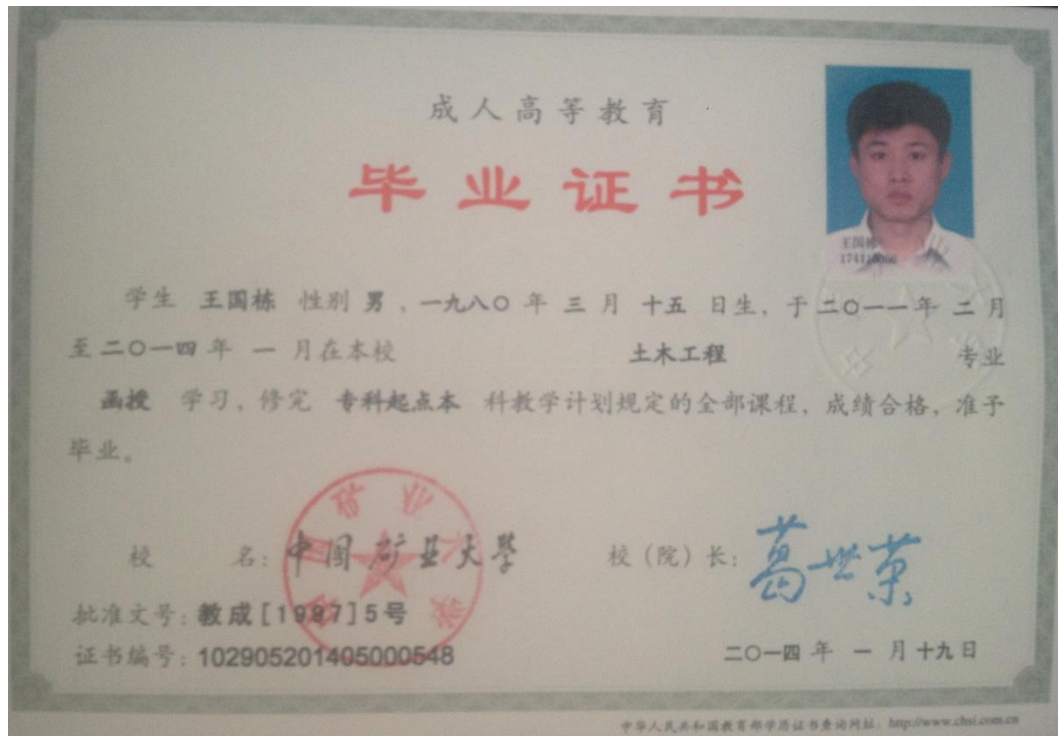 成人高等教育
毕业证书
王国栋
学生 王国栋 性别 男，一九八〇 年 三 月 十五 日生，于二〇一一年 二 月
至二〇一四 年 一 月在本校 土木工程 专业
函授 学习，修完 专科起点本 科教学计划规定的全部课程，成绩合格，准予
毕业。
校 名：中国矿业大學
校（院）长：葛世荣
批准文号：教成[1997]5号
证书编号：102905201405000548
二〇一四 年 一 月 十九 日
中华人民共和国教育部学历证书查询网址：http://www.chsi.com.cn